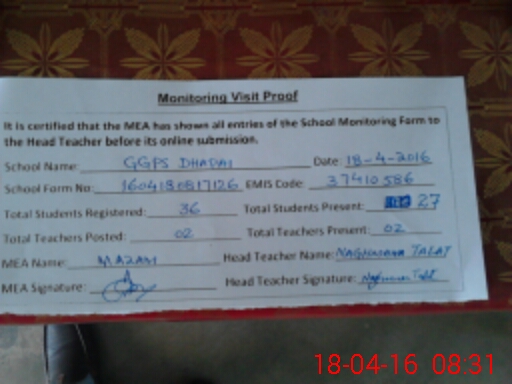 Monitoring Visit Proof
It is certified that the MEA has shown all entries of the School Monitoring Form to
the Head Teacher before its online submission.
School Name: GGPS DHADAI Date: 18-4-2016
School Form No: 1604180817126 EMIS Code: 37410586
Total Students Registered: 36 Total Students Present: 27
Total Teachers Posted: 02 Total Teachers Present: 02
MEA Name: Head Teacher Name: TALAT
MEA Signature: Head Teacher Signature:
18-04-16 08:31